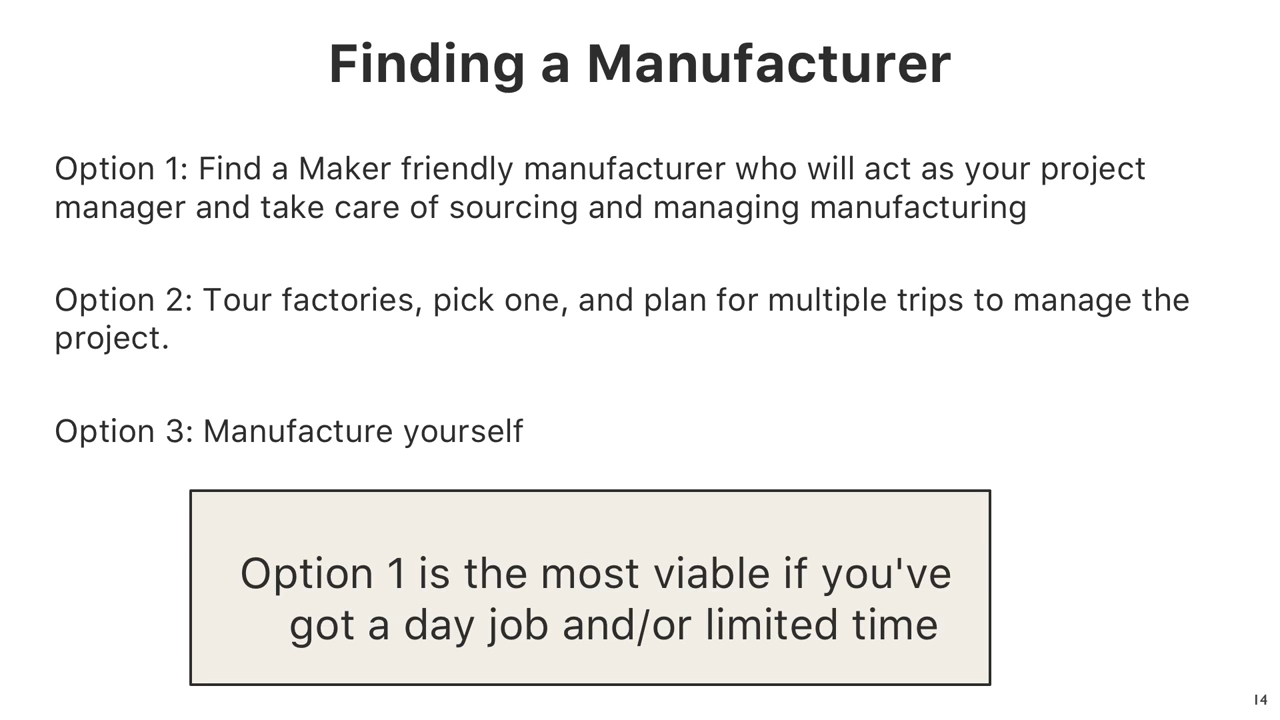 Finding a Manufacturer
Option 1: Find a Maker friendly manufacturer who will act as your project
manager and take care of sourcing and managing manufacturing
Option 2: Tour factories, pick one, and plan for multiple trips to manage the
project.
Option 3: Manufacture yourself
Option 1 is the most viable if you've
got a day job and/or limited time
14